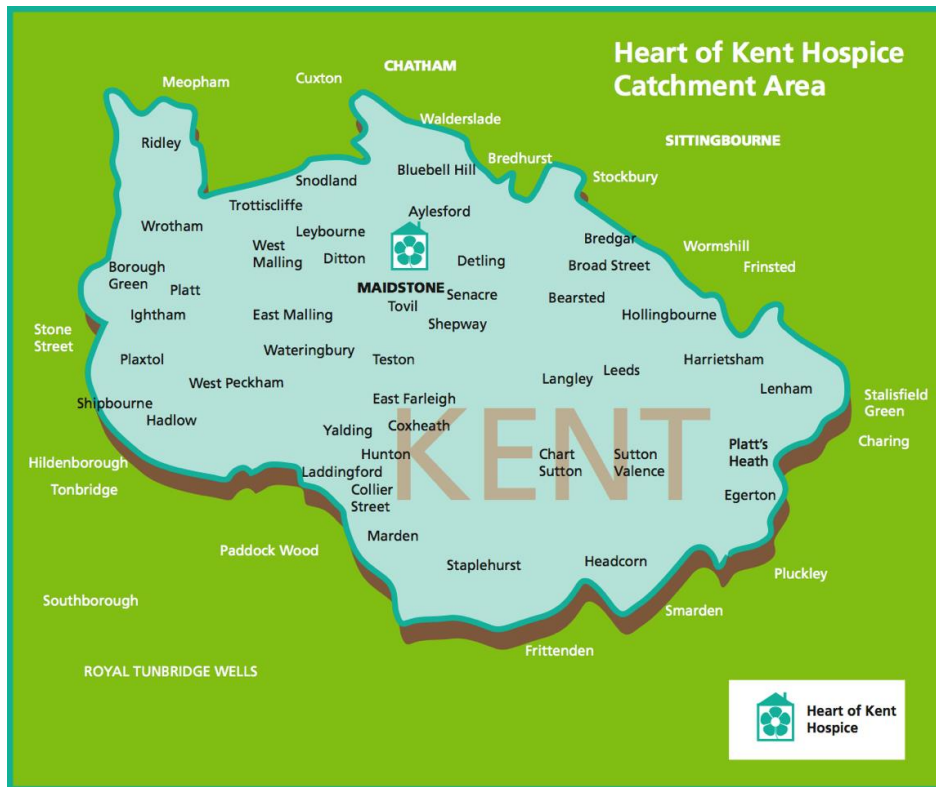 Heart of Kent Hospice
Catchment Area
CHATHAM
Cuxton
Meopham
Walderslade
SITTINGBOURNE
Ridley
Bredhurst
Bluebell Hill
Stockbury
Snodland
Trottiscliffe
Aylesford
Wrotham
Leybourne
Bredgar
Wormshill
West
Malling
Ditton
Detling
Broad Street
Frinsted
Borough
Green
Platt
MAIDSTONE
Senacre
Bearsted
Tovil
Ightham
East Malling
Shepway
Hollingbourne
Stone
Street
Plaxtol
Wateringbury
Teston
Harrietsham
West Peckham
Langley
Leeds
Lenham
Shipbourne
East Farleigh
Stalisfield
Green
Hadlow
Yalding
Coxheath
KENT
Charing
Hunton
Chart
Sutton
Sutton
Valence
Platt's
Heath
Hildenborough
Laddingford
Tonbridge
Collier
Street
Egerton
Marden
Paddock Wood
Staplehurst
Headcorn
Pluckley
Southborough
Smarden
Frittenden
ROYAL TUNBRIDGE WELLS
Heart of Kent
Hospice